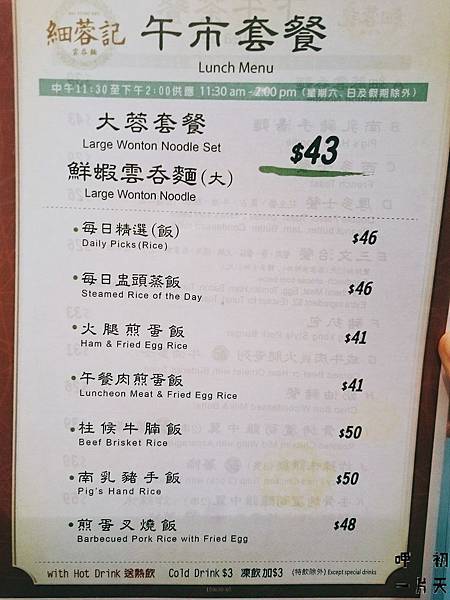 細蓉記
雲吞麵
午市套餐
Lunch Menu
中午11:30至下午2:00供應 11:30 am - 2:00 pm (星期六、日及假期除外)
大蓉套餐
Large Wonton Noodle Set
$43
鮮蝦雲吞麵(大)
Large Wonton Noodle
• 每日精選(飯) $46
Daily Picks(Rice)
• 每日盅頭蒸飯 $46
Steamed Rice of the Day
• 火腿煎蛋飯 $41
Ham & Fried Egg Rice
• 午餐肉煎蛋飯 $41
Luncheon Meat & Fried Egg Rice
• 柱候牛腩飯 $50
Beef Brisket Rice
• 南乳豬手飯 $50
Pig's Hand Rice
• 煎蛋叉燒飯 $48
Barbecued Pork Rice with Fried Egg
with Hot Drink 送熱飲 Cold Drink $3 凍飲加$3 (特飲除外) Except special drinks
呷一片
初天